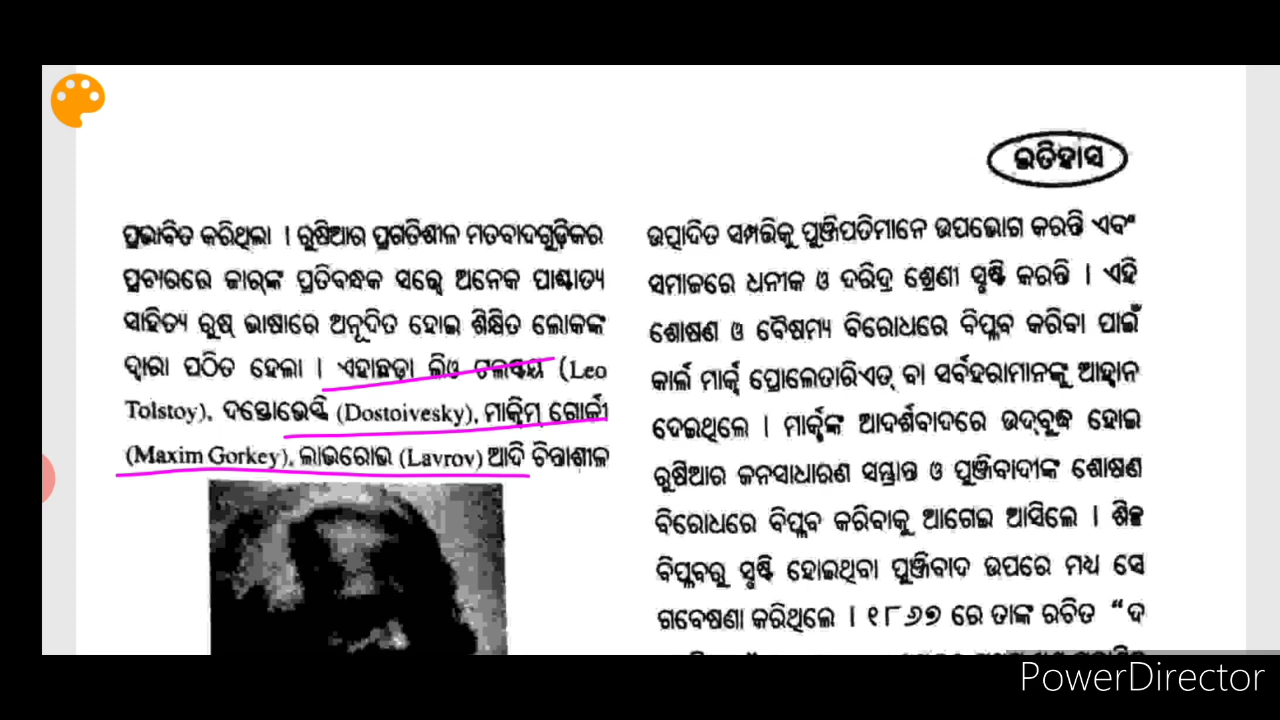 ଇତିହାସ
ପ୍ରଭାବିତ କରିଥିଲା । ରୁଷିଆର ପ୍ରଗତିଶୀଳ ମତବାଦଗୁଡ଼ିକର
ପ୍ରଚାରରେ ଜାର୍‌ଙ୍କ ପ୍ରତିବନ୍ଧକ ସତ୍ତ୍ୱେ ଅନେକ ପାଶ୍ଚାତ୍ୟ
ସାହିତ୍ୟ ରୁଷ୍ ଭାଷାରେ ଅନୂଦିତ ହୋଇ ଶିକ୍ଷିତ ଲୋକଙ୍କ
ଦ୍ୱାରା ପଠିତ ହେଲା । ଏହାଛଡ଼ା ଲିଓ ଟଲଷ୍ଟୟ (Leo
Tolstoy), ଦସ୍ତୋଭେସ୍କି (Dostoivesky), ମାକ୍ସିମ୍ ଗୋର୍କୀ
(Maxim Gorkey), ଲାଭରୋଭ (Lavrov) ଆଦି ଚିନ୍ତାଶୀଳ
ଉତ୍ପାଦିତ ସମ୍ପତ୍ତିକୁ ପୁଞ୍ଜିପତିମାନେ ଉପଭୋଗ କରନ୍ତି ଏବଂ
ସମାଜରେ ଧନୀକ ଓ ଦରିଦ୍ର ଶ୍ରେଣୀ ସୃଷ୍ଟି କରନ୍ତି । ଏହି
ଶୋଷଣ ଓ ବୈଷମ୍ୟ ବିରୋଧରେ ବିପ୍ଳବ କରିବା ପାଇଁ
କାର୍ଲ ମାର୍କ୍ସ ପ୍ରୋଲେତାରିଏତ୍ ବା ସର୍ବହରାମାନଙ୍କୁ ଆହ୍ୱାନ
ଦେଇଥିଲେ । ମାର୍କ୍ସଙ୍କ ଆଦର୍ଶବାଦରେ ଉଦ୍‌ବୁଦ୍ଧ ହୋଇ
ରୁଷିଆର ଜନସାଧାରଣ ସମ୍ଭ୍ରାନ୍ତ ଓ ପୁଞ୍ଜିବାଦୀଙ୍କ ଶୋଷଣ
ବିରୋଧରେ ବିପ୍ଳବ କରିବାକୁ ଆଗେଇ ଆସିଲେ । ଶିଳ୍ପ
ବିପ୍ଳବରୁ ସୃଷ୍ଟି ହୋଇଥିବା ପୁଞ୍ଜିବାଦ ଉପରେ ମଧ୍ୟ ସେ
ଗବେଷଣା କରିଥିଲେ । ୧୮୬୭ ରେ ତାଙ୍କ ରଚିତ “ଦ
PowerDirector